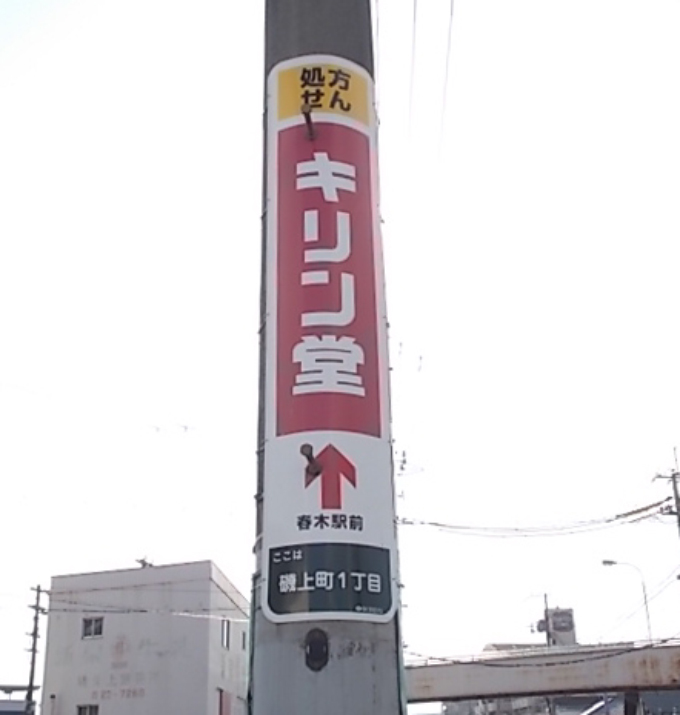 処方
せん
キリン堂
春木駅前
ここは
磯上町1丁目